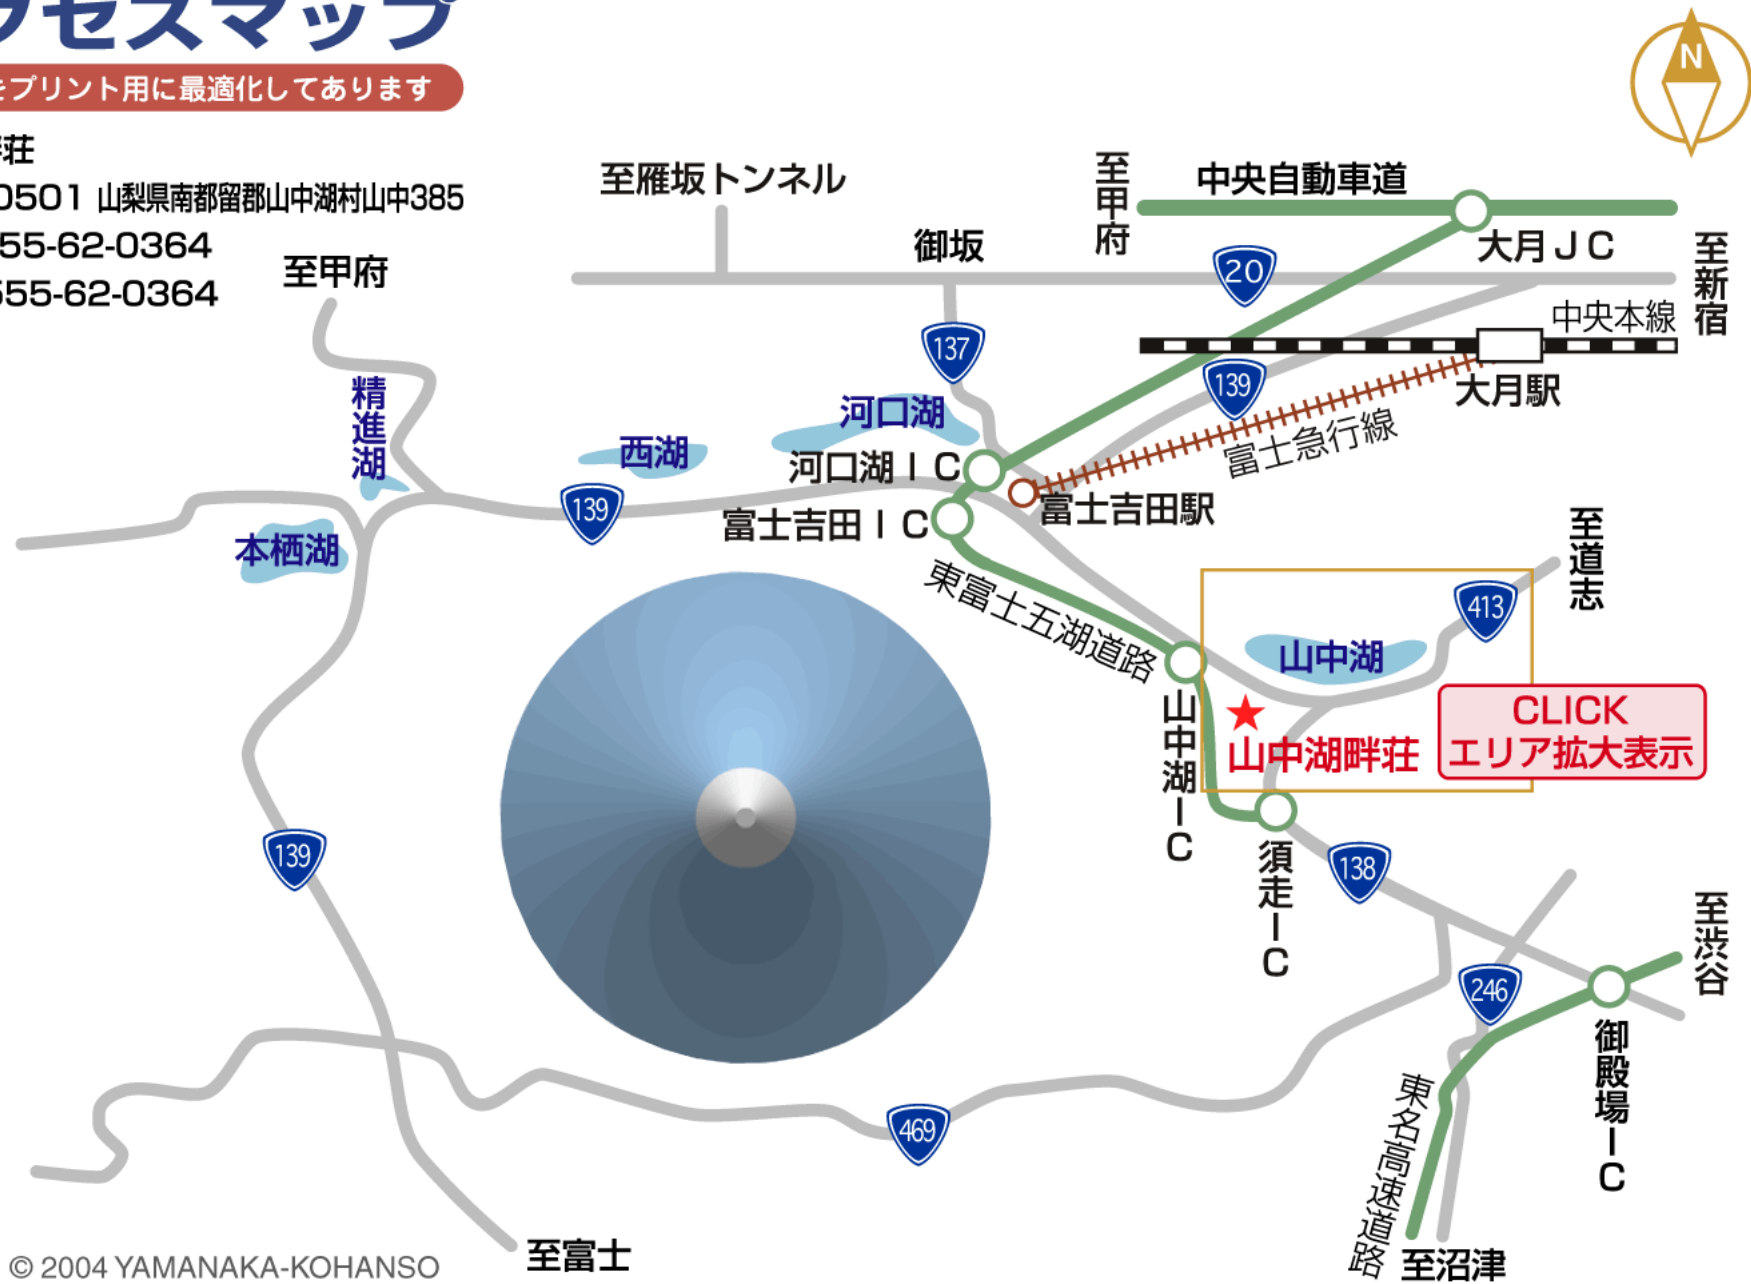 クセスマップ
をプリント用に最適化してあります
N
荘
0501 山梨県南都留郡山中湖村山中385
55-62-0364
555-62-0364
至雁坂トンネル
至甲府
中央自動車道
大月JC
御坂
20
至新宿
至甲府
中央本線
137
139
大月駅
精進湖
河口湖
西湖
富士急行線
河口湖IC
139
富士吉田駅
富士吉田IC
本栖湖
至道志
東富士五湖道路
413
山中湖
山中湖IC
山中湖畔荘
CLICK
エリア拡大表示
139
須走IC
138
至渋谷
246
御殿場IC
469
東名高速道路
至富士
至沼津
© 2004 YAMANAKA-KOHANSO